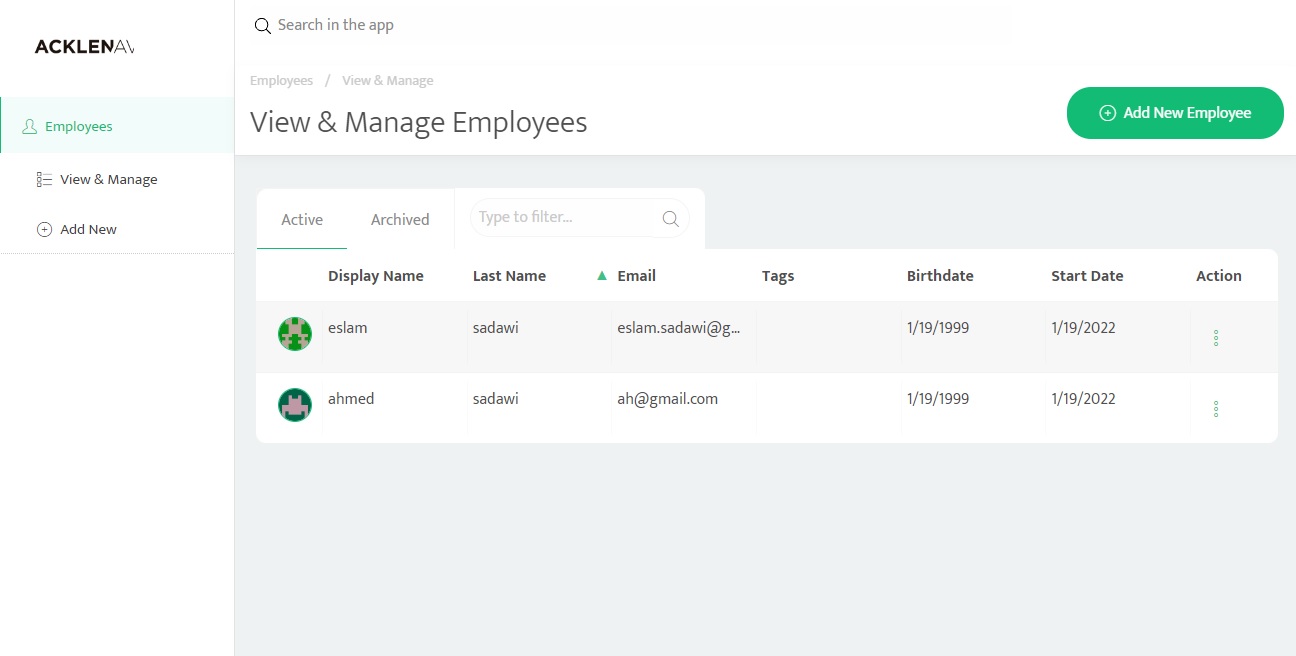 Search in the app
ACKLENAV
Employees / View & Manage
View & Manage Employees
Add New Employee
Employees
View & Manage
Add New
Active Archived Type to filter...
Display Name Last Name ▲ Email Tags Birthdate Start Date Action
eslam sadawi eslam.sadawi@g... 1/19/1999 1/19/2022
ahmed sadawi ah@gmail.com 1/19/1999 1/19/2022